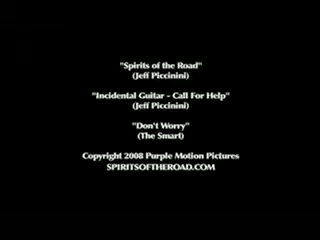 "Spirits of the Road"
(Jeff Piccinini)
"Incidental Guitar - Call For Help"
(Jeff Piccinini)
"Don't Worry"
(The Smart)
Copyright 2008 Purple Motion Pictures
SPIRITSOFTHEROAD.COM